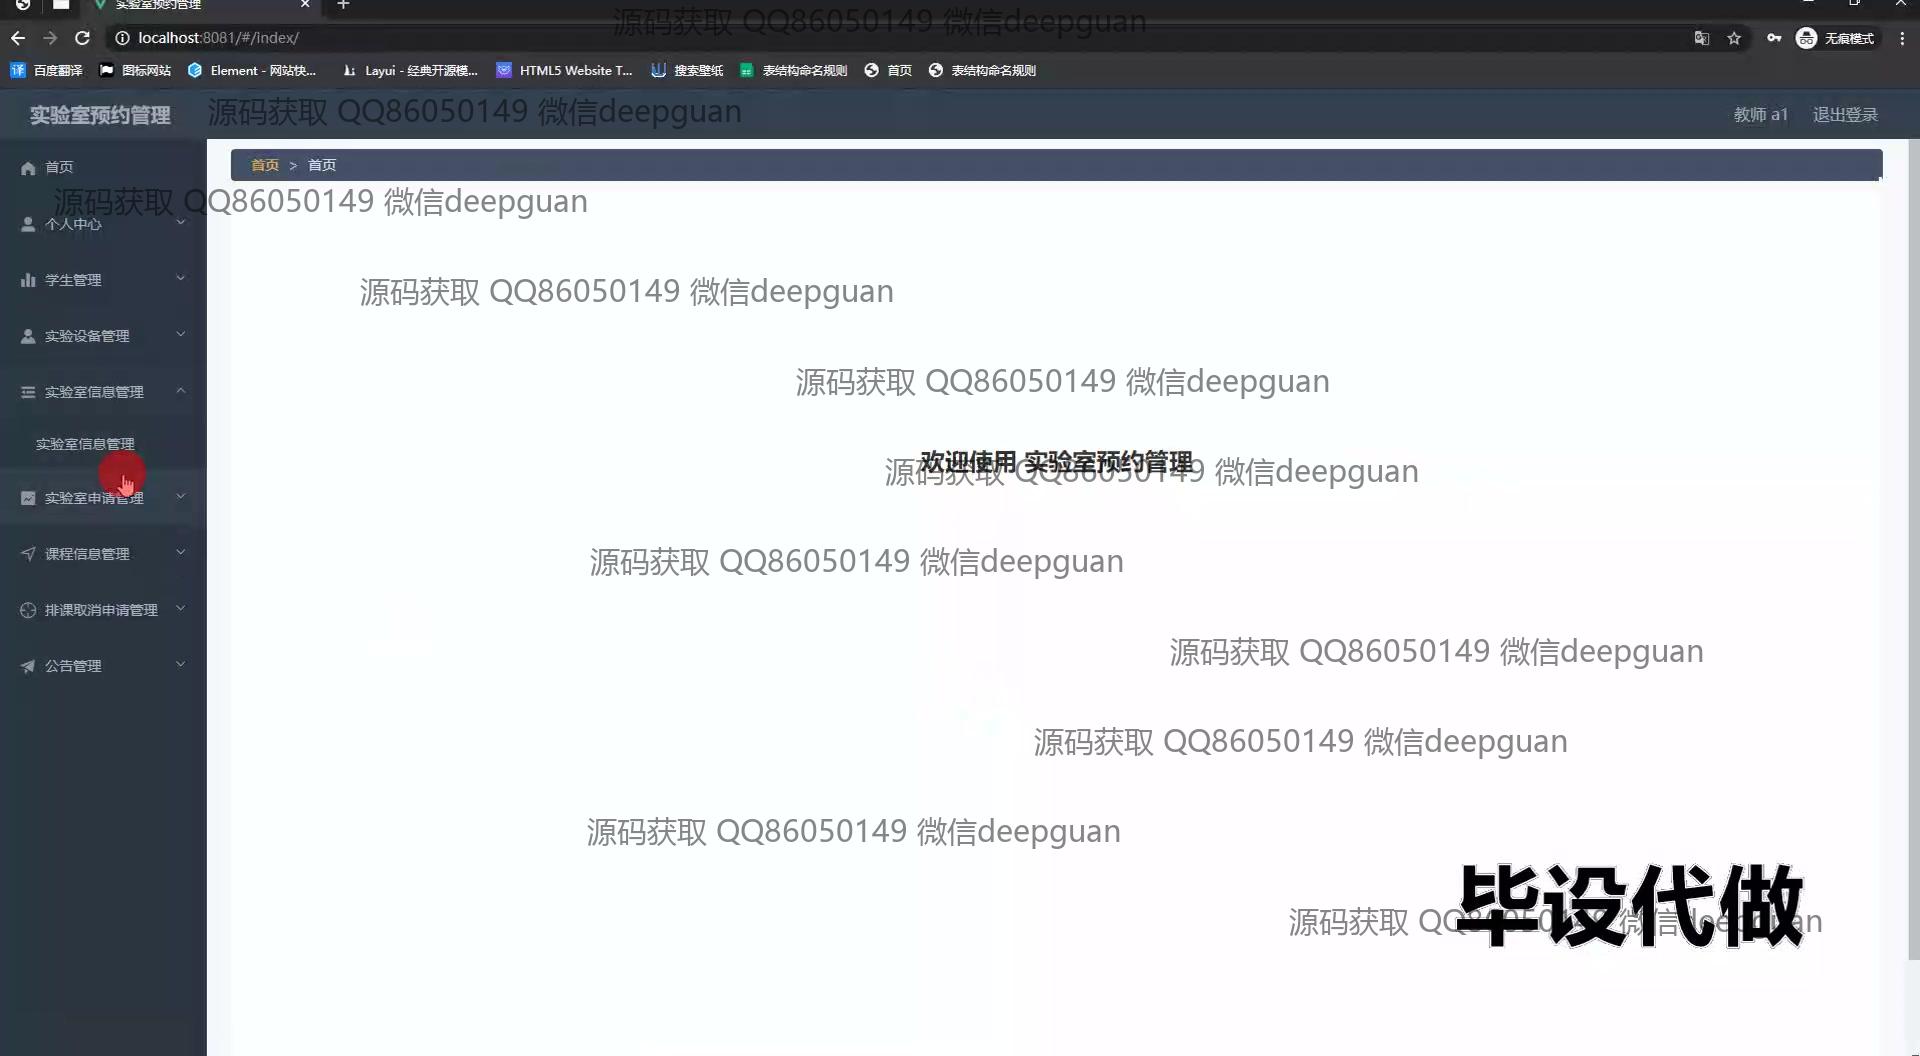 实验室预约管理
源码获取 QQ86050149 微信deepguan
localhost:8081/#/index/
无痕模式
百度翻译
图标网站
Element - 网站快...
Layui - 经典开源模...
HTML5 Website T...
搜索壁纸
表结构命名规则
首页
表结构命名规则
实验室预约管理
源码获取 QQ86050149 微信deepguan
教师 a1
退出登录
首页
首页 > 首页
源码获取 QQ86050149 微信deepguan
个人中心
学生管理
源码获取 QQ86050149 微信deepguan
实验设备管理
实验室信息管理
源码获取 QQ86050149 微信deepguan
实验室信息管理
欢迎使用 实验室预约管理
源码获取 QQ86050149 微信deepguan
实验室申请管理
课程信息管理
源码获取 QQ86050149 微信deepguan
排课取消申请管理
源码获取 QQ86050149 微信deepguan
公告管理
源码获取 QQ86050149 微信deepguan
源码获取 QQ86050149 微信deepguan
毕设代做
源码获取 QQ86050149 微信deepguan